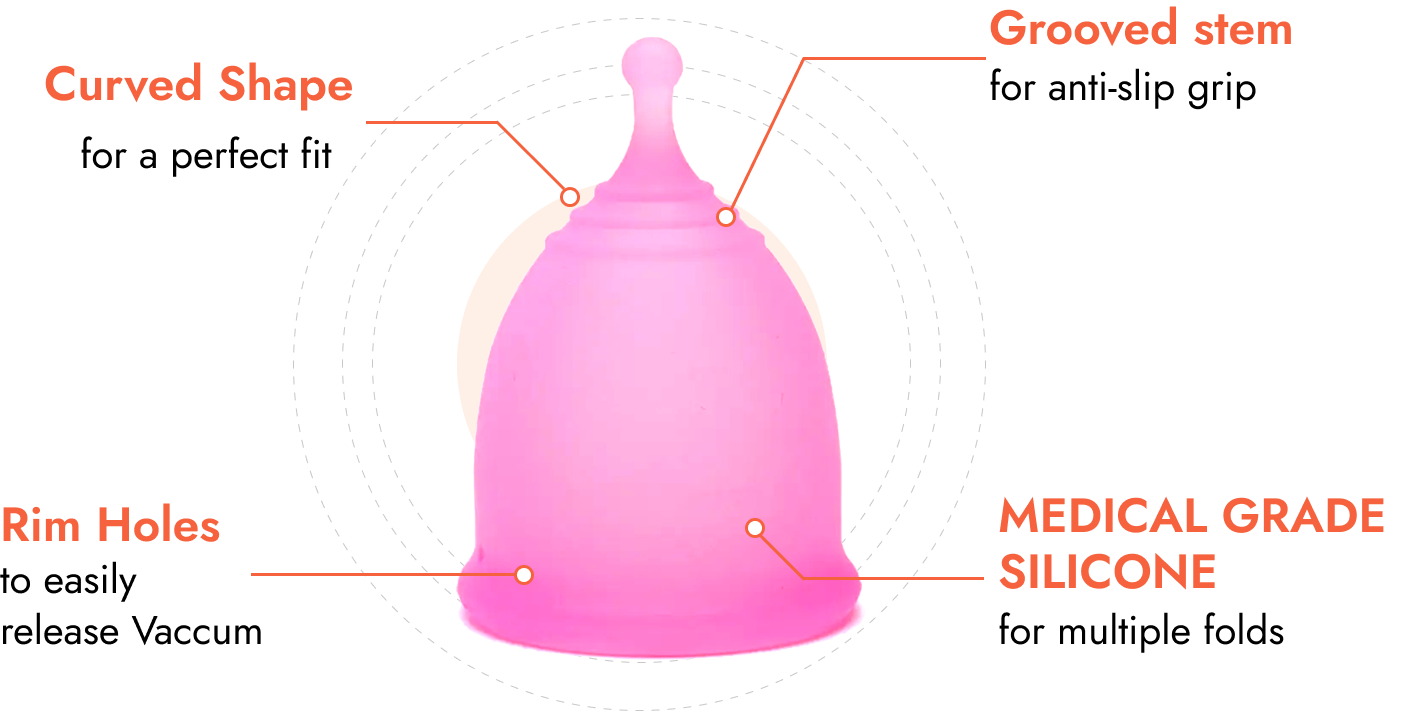 Curved Shape
for a perfect fit
Grooved stem
for anti-slip grip
Rim Holes
to easily
release Vaccum
MEDICAL GRADE
SILICONE
for multiple folds